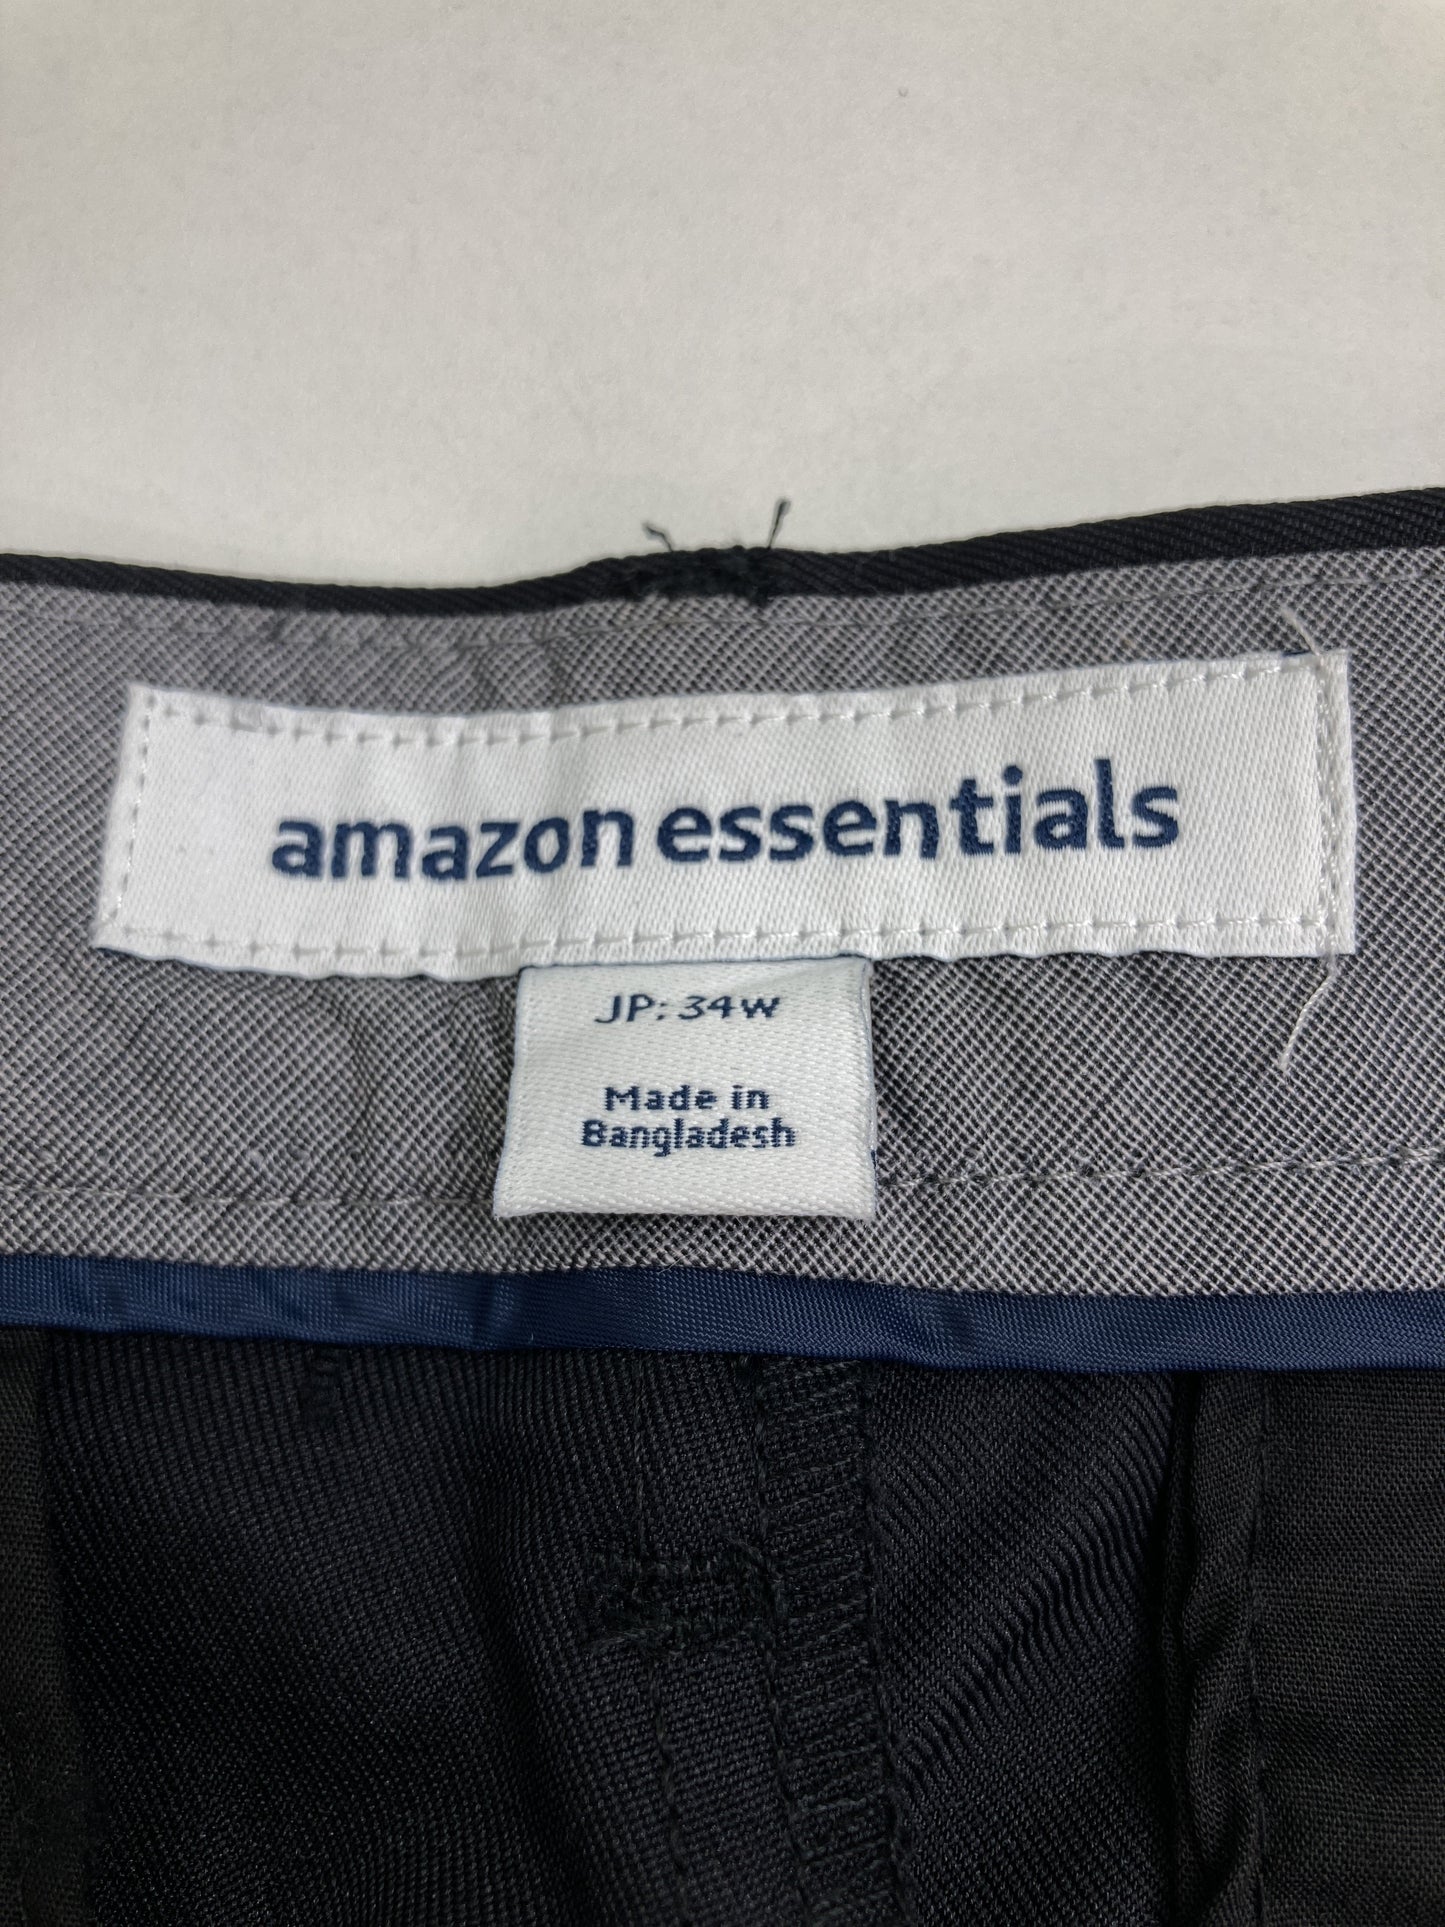 amazon essentials
JP: 34W
Made in
Bangladesh